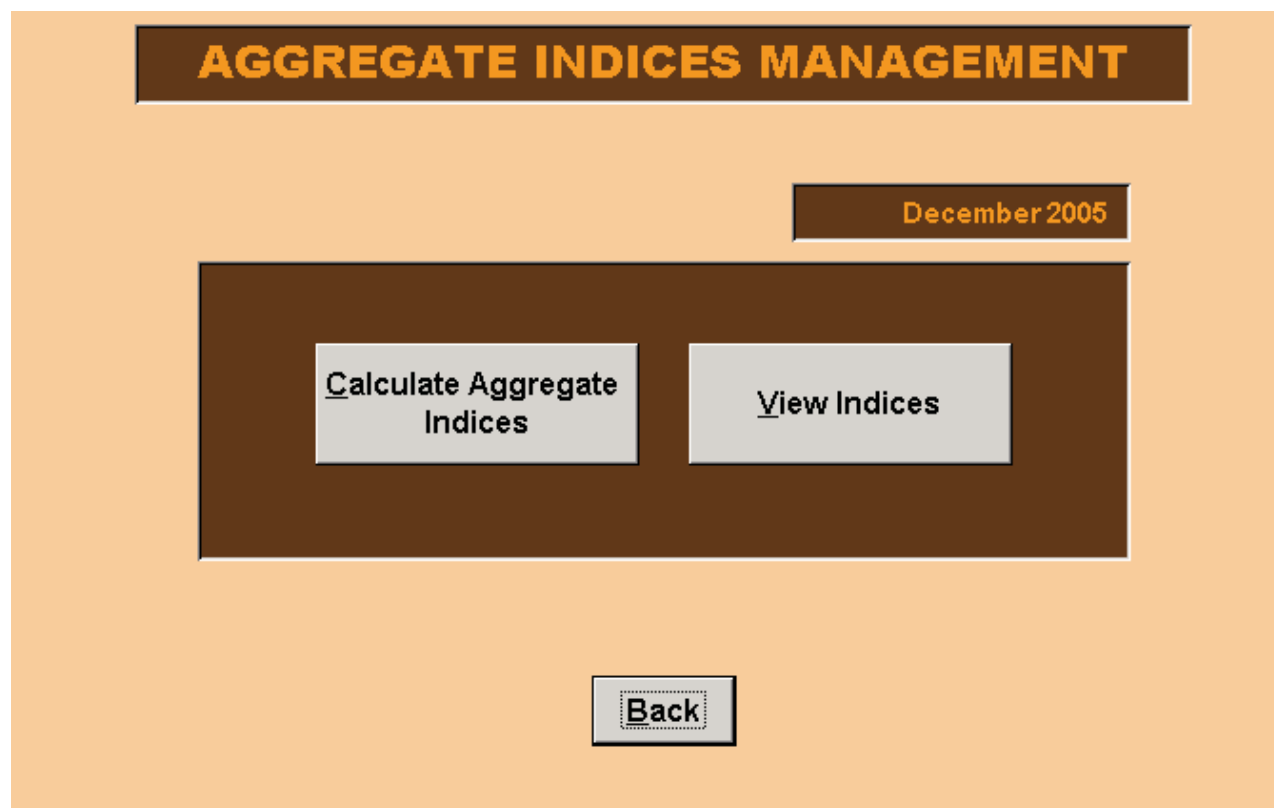 AGGREGATE INDICES MANAGEMENT
December 2005
Calculate Aggregate
Indices
View Indices
Back